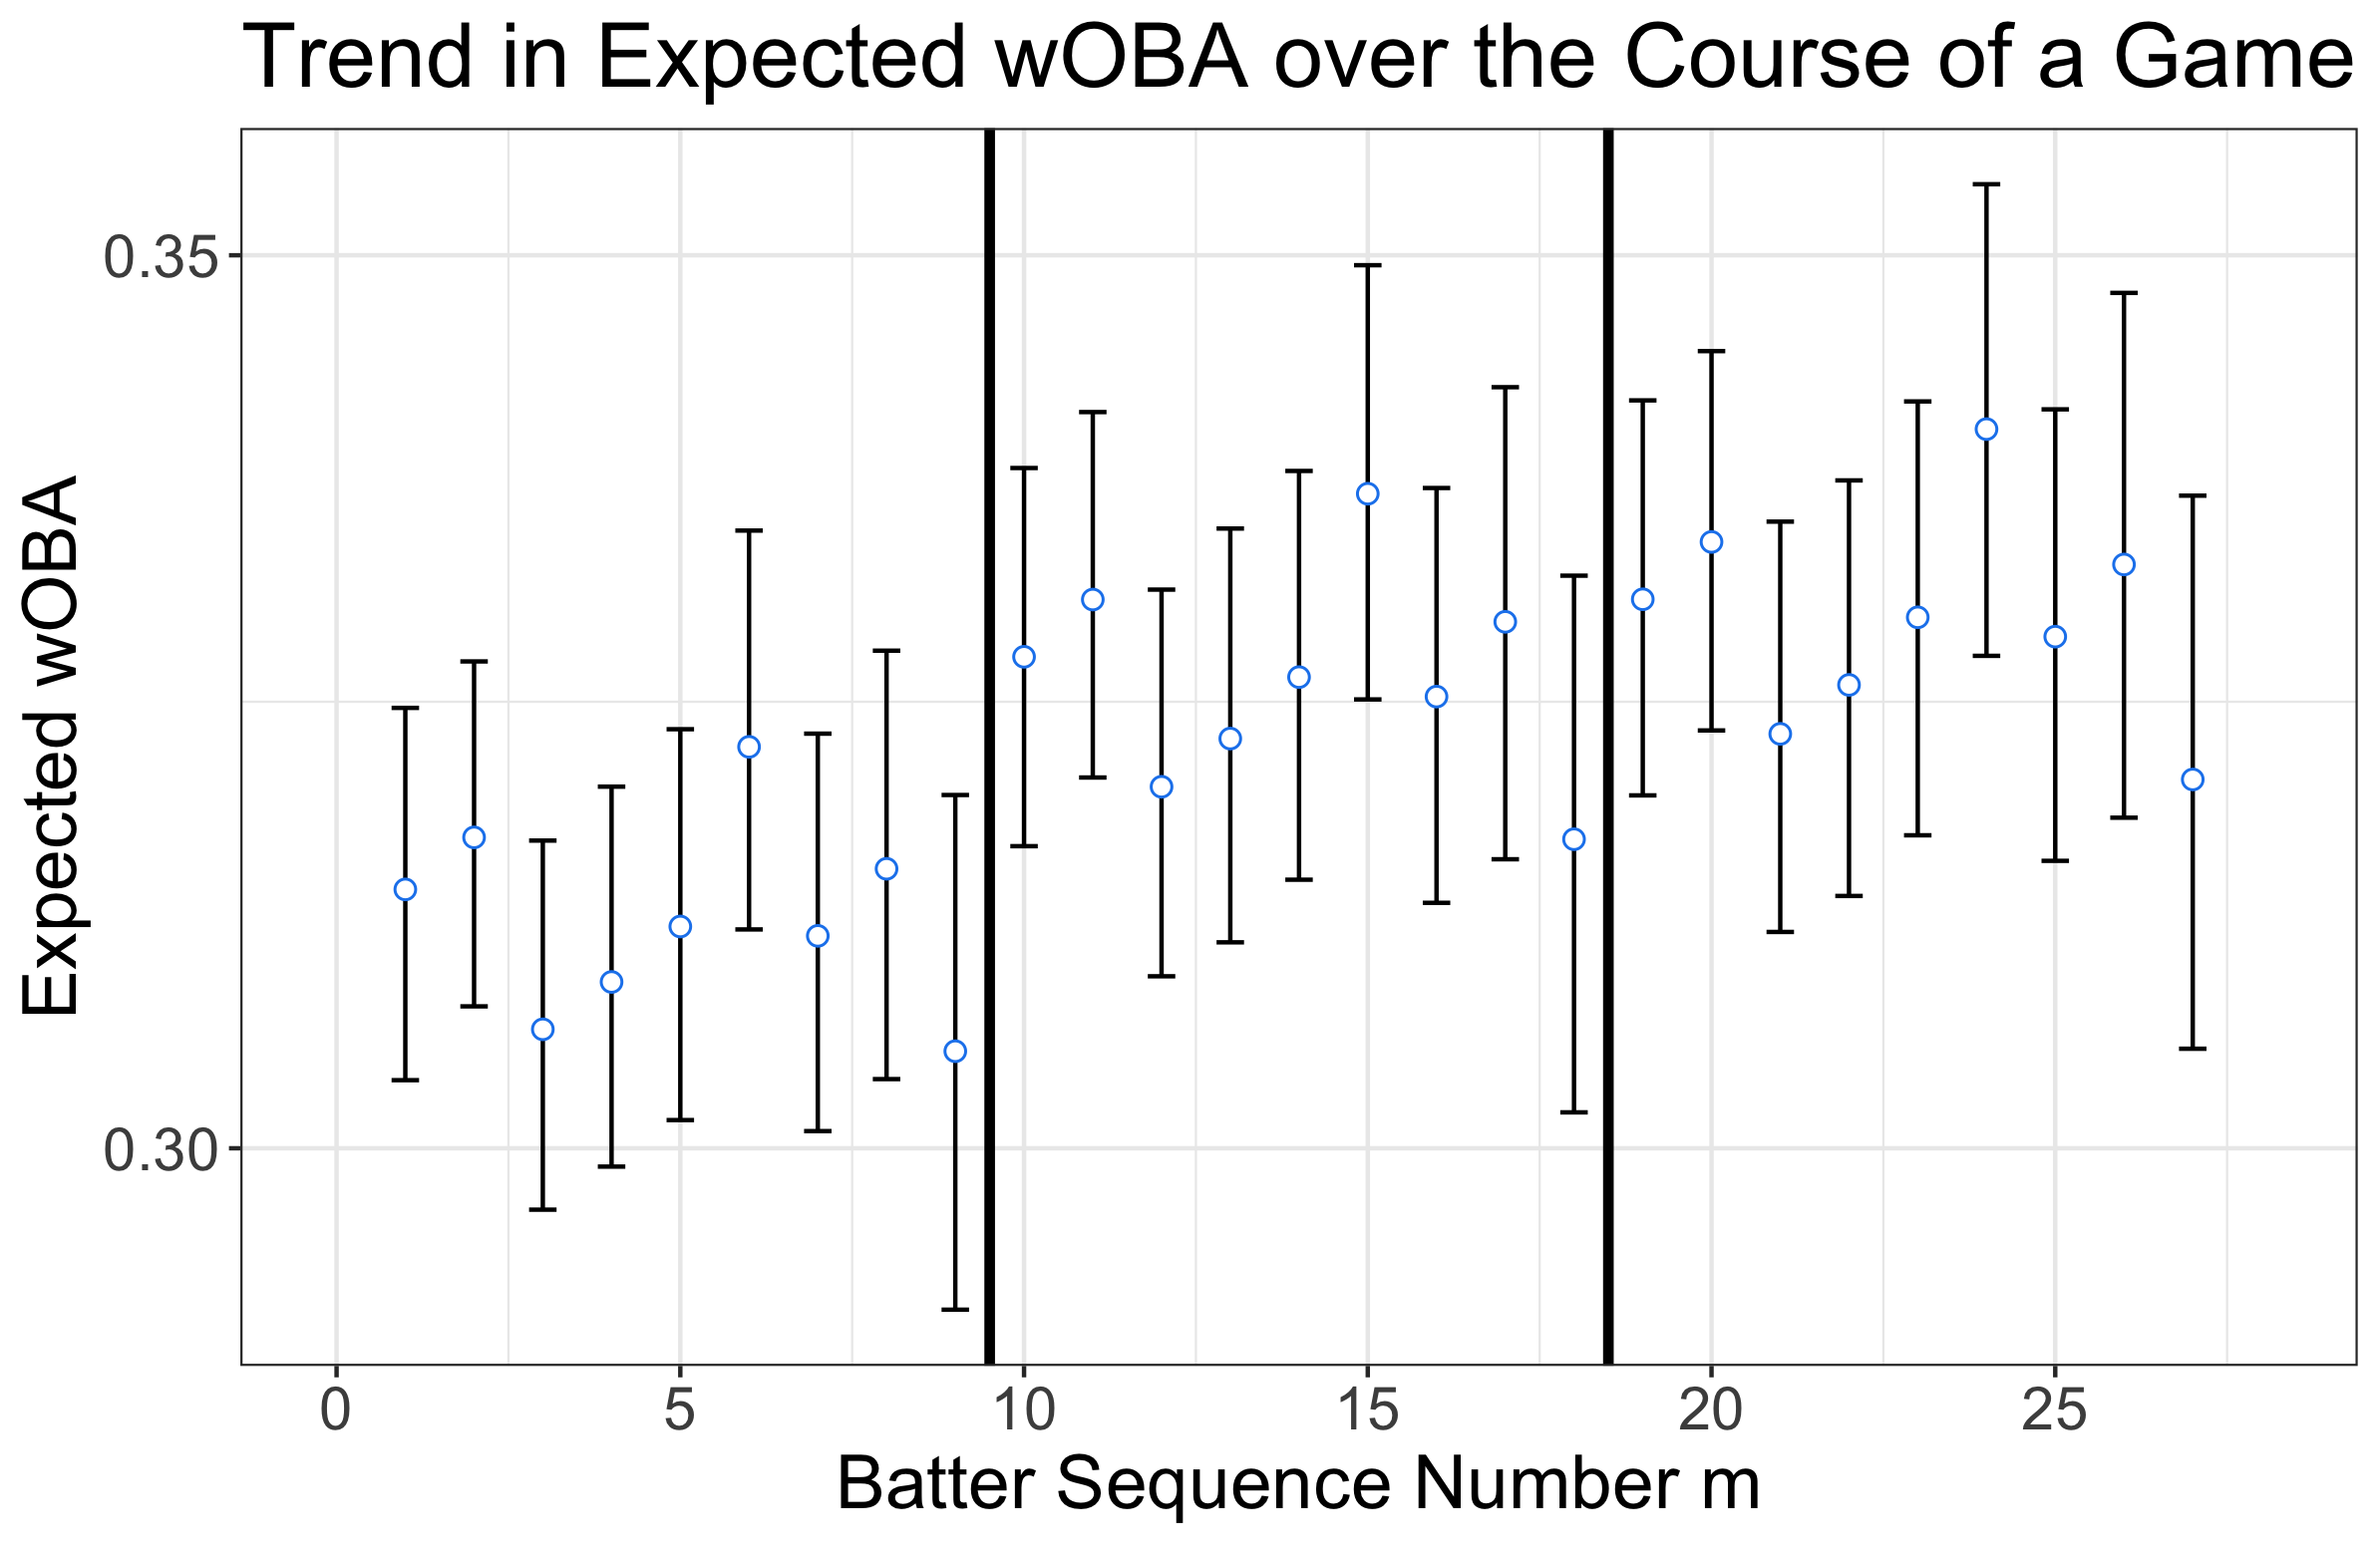 Trend in Expected wOBA over the Course of a Game
Expected wOBA
0.35
0.30
0 5 10 15 20 25
Batter Sequence Number m